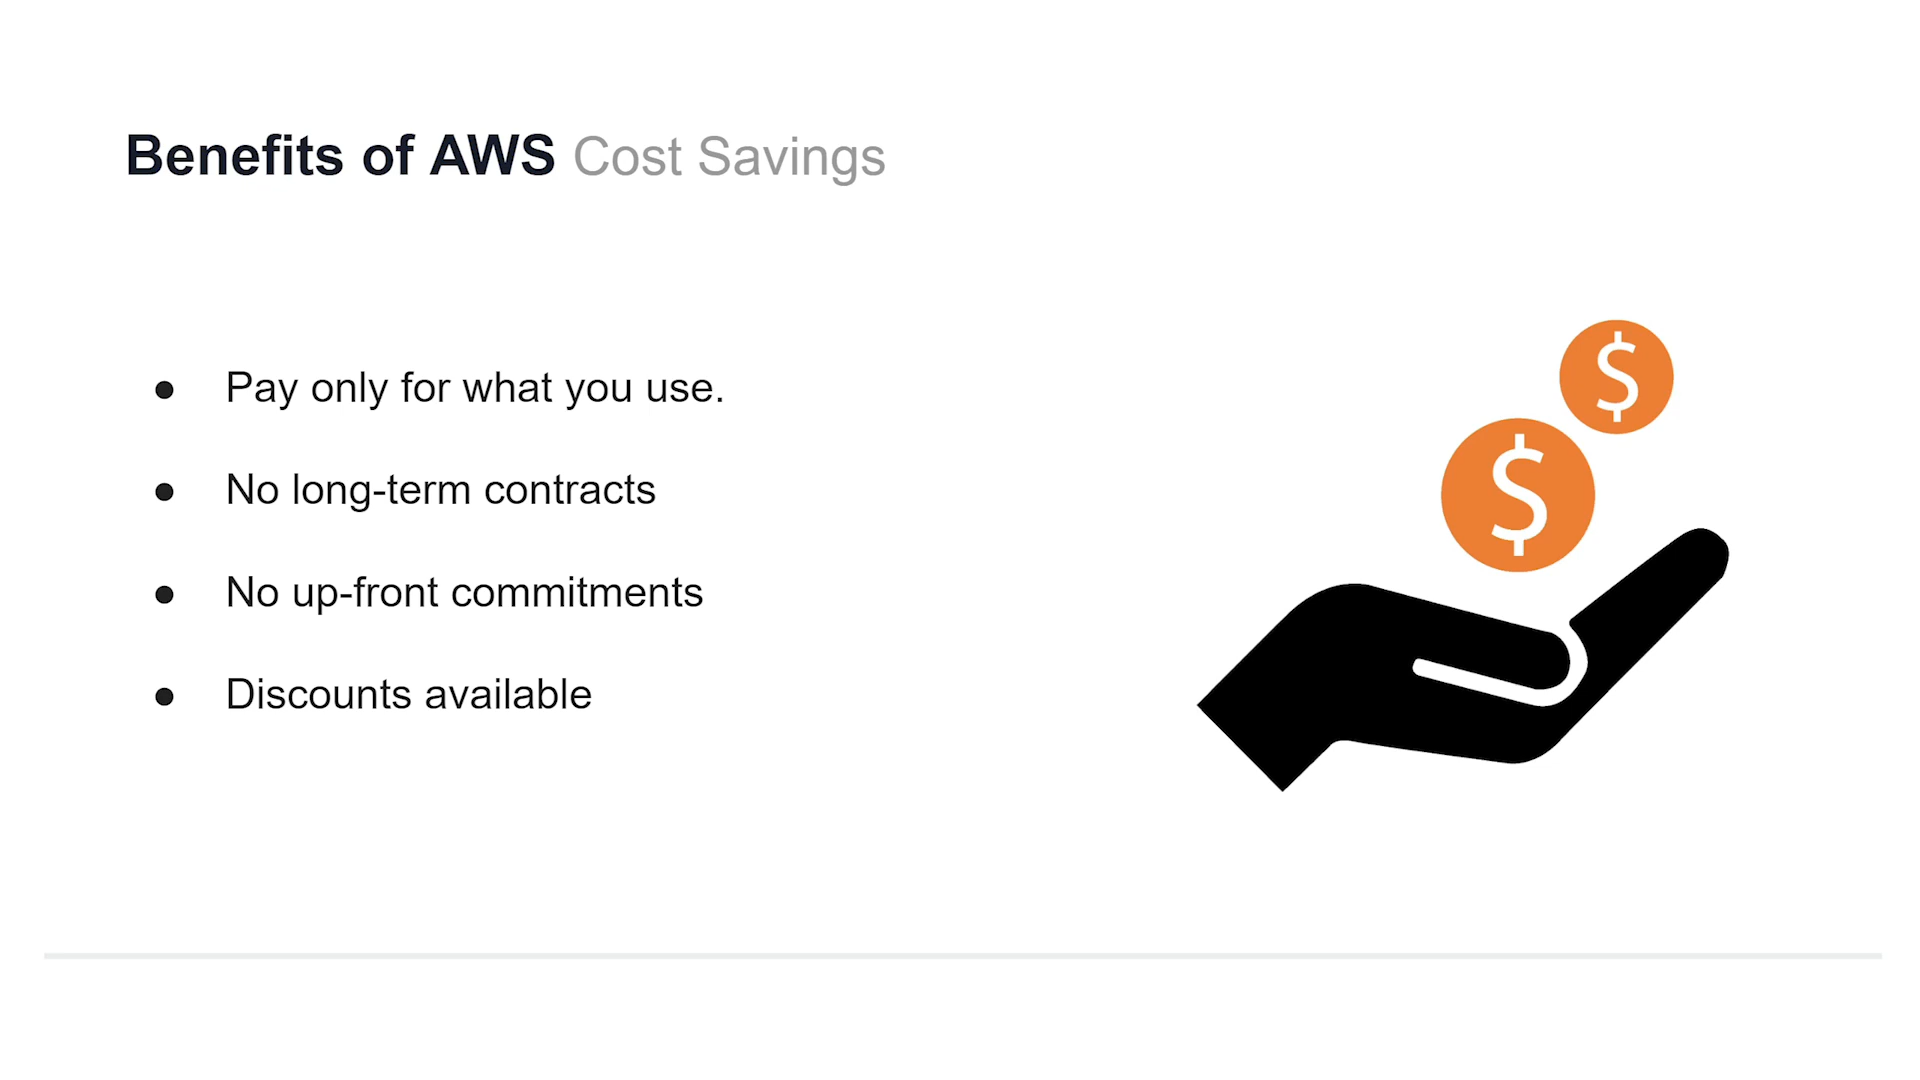 Benefits of AWS Cost Savings
● Pay only for what you use.
● No long-term contracts
● No up-front commitments
● Discounts available
$
$